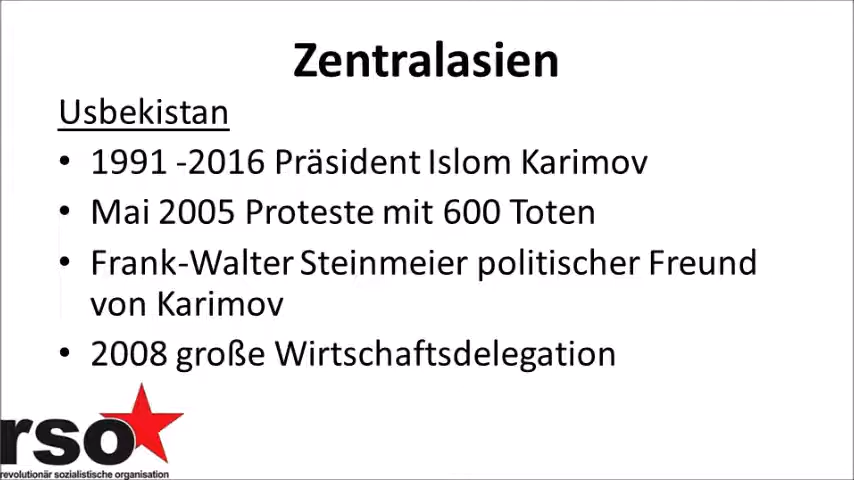 Zentralasien
Usbekistan
• 1991 -2016 Präsident Islom Karimov
• Mai 2005 Proteste mit 600 Toten
• Frank-Walter Steinmeier politischer Freund
von Karimov
• 2008 große Wirtschaftsdelegation
rso
revolutionär sozialistische organisation